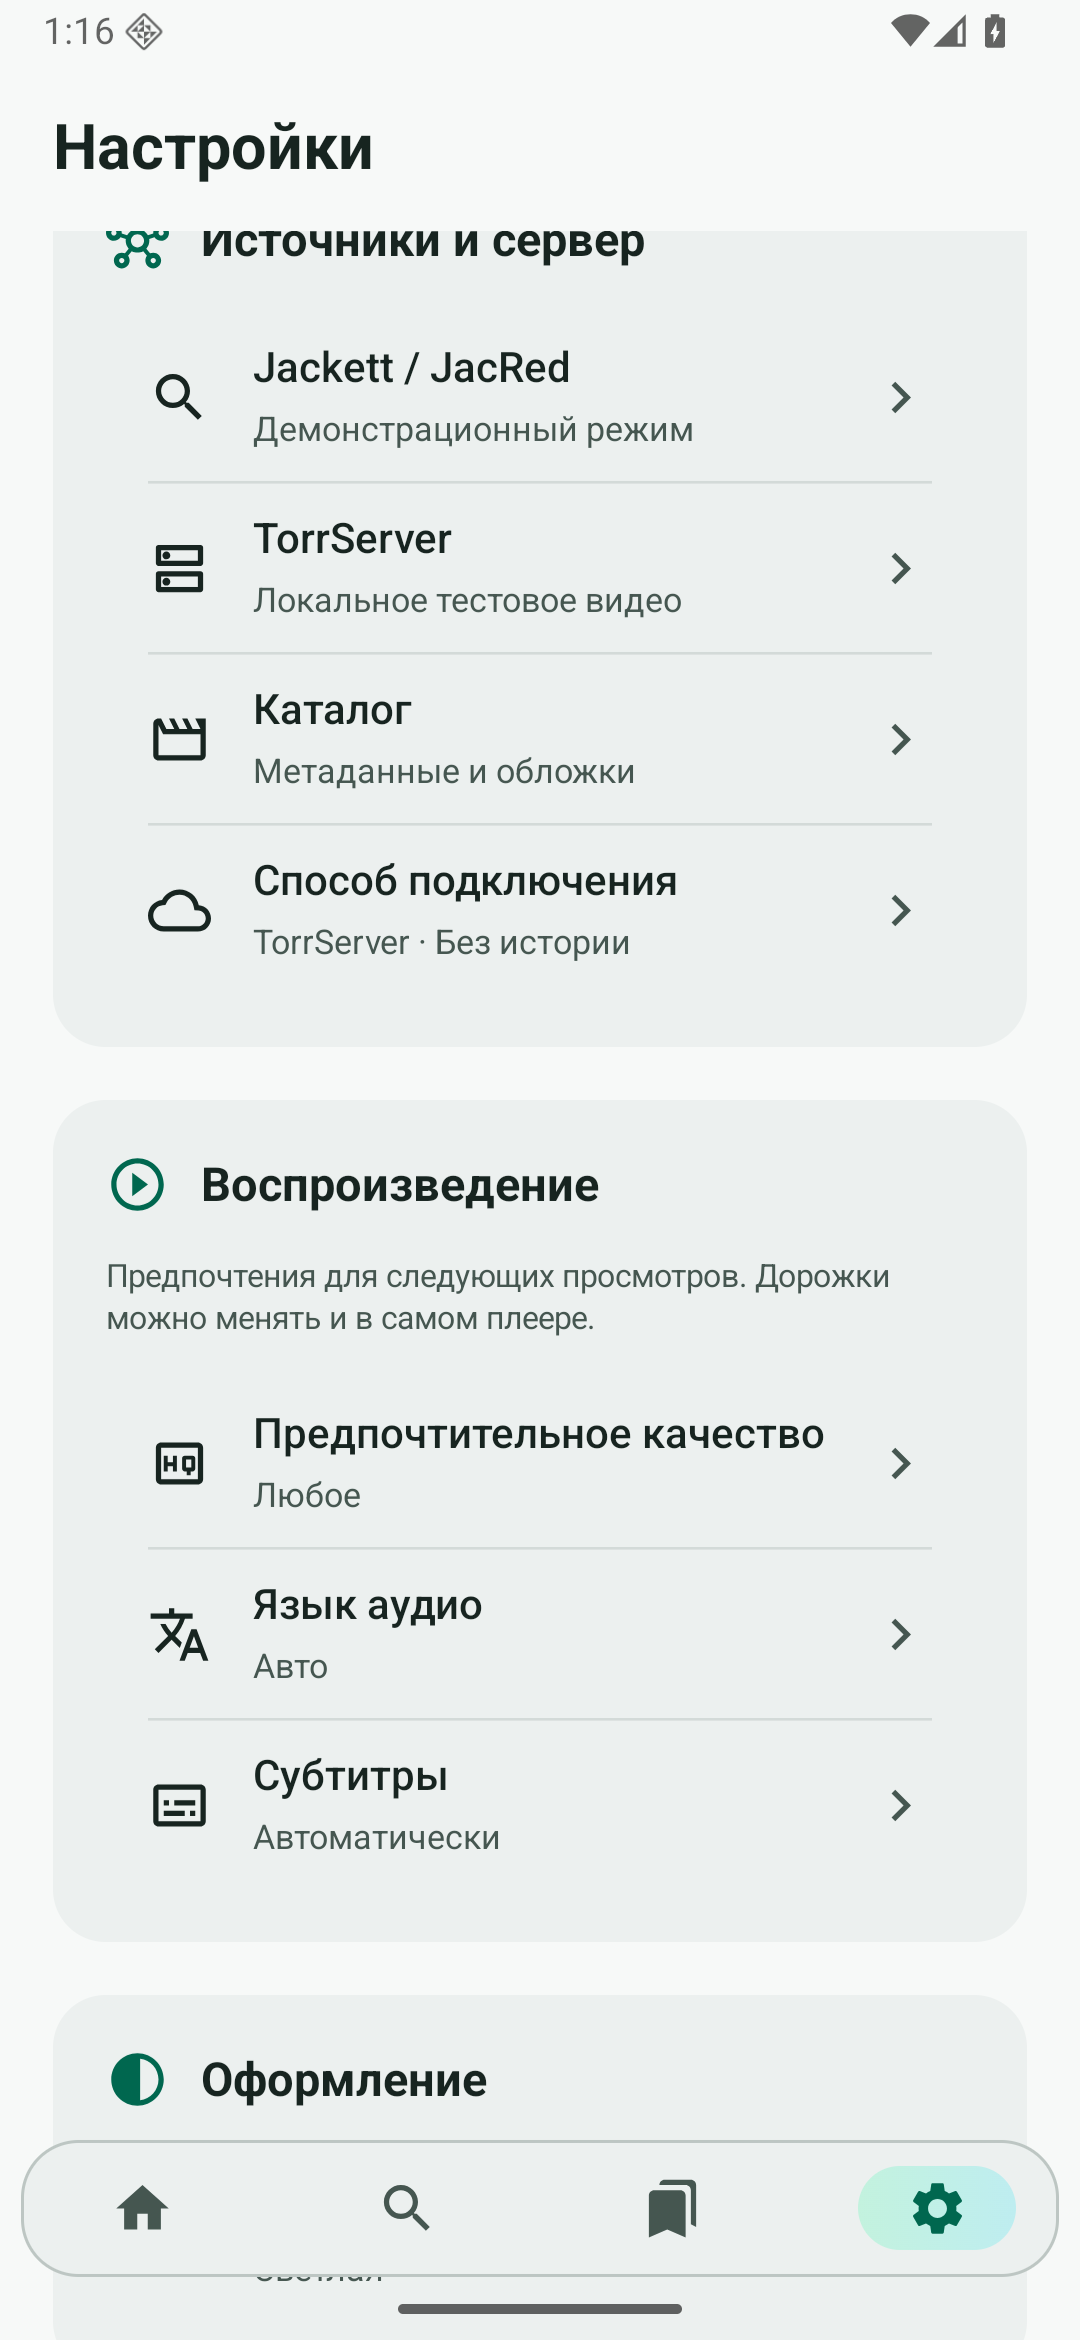 1:16
Настройки
Источники и сервер
Jackett / JacRed
Демонстрационный режим
TorrServer
Локальное тестовое видео
Каталог
Метаданные и обложки
Способ подключения
TorrServer · Без истории
Воспроизведение
Предпочтения для следующих просмотров. Дорожки
можно менять и в самом плеере.
HQ
Предпочтительное качество
Любое
Язык аудио
Авто
Субтитры
Автоматически
Оформление